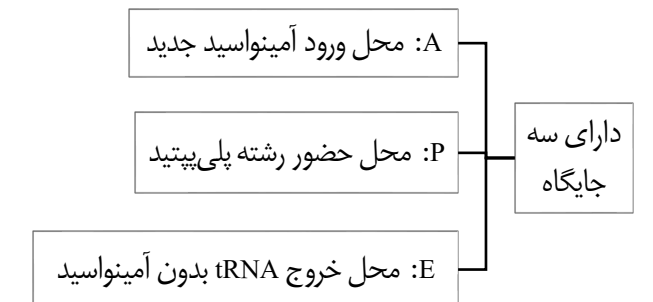 A: محل ورود آمینواسید جدید
P: محل حضور رشته پلی‌پپتید
دارای سه
جایگاه
E: محل خروج tRNA بدون آمینواسید